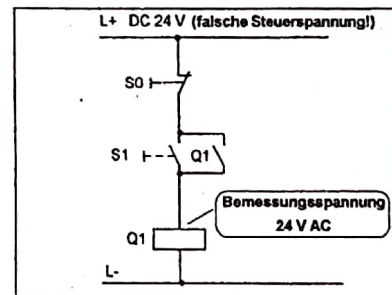 L+ DC 24 V (falsche Steuerspannung!)
S0
S1
Q1
Bemessungsspannung
24 V AC
Q1
L-